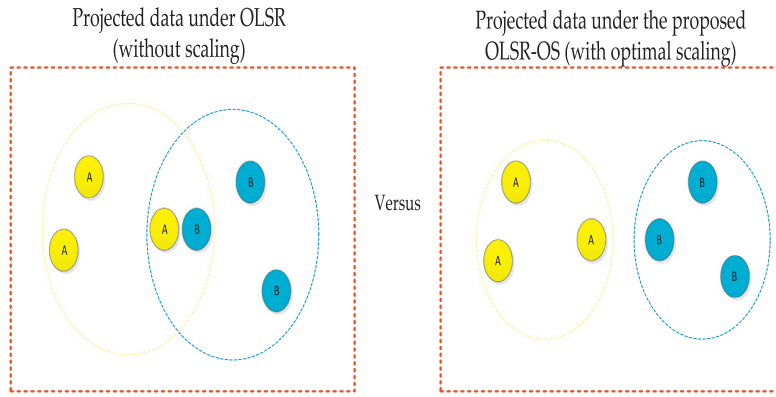 Projected data under OLSR
(without scaling)
Projected data under the proposed
OLSR-OS (with optimal scaling)
A
B
A
B
A
A
B
B
Versus
A
B
A
B
A
B